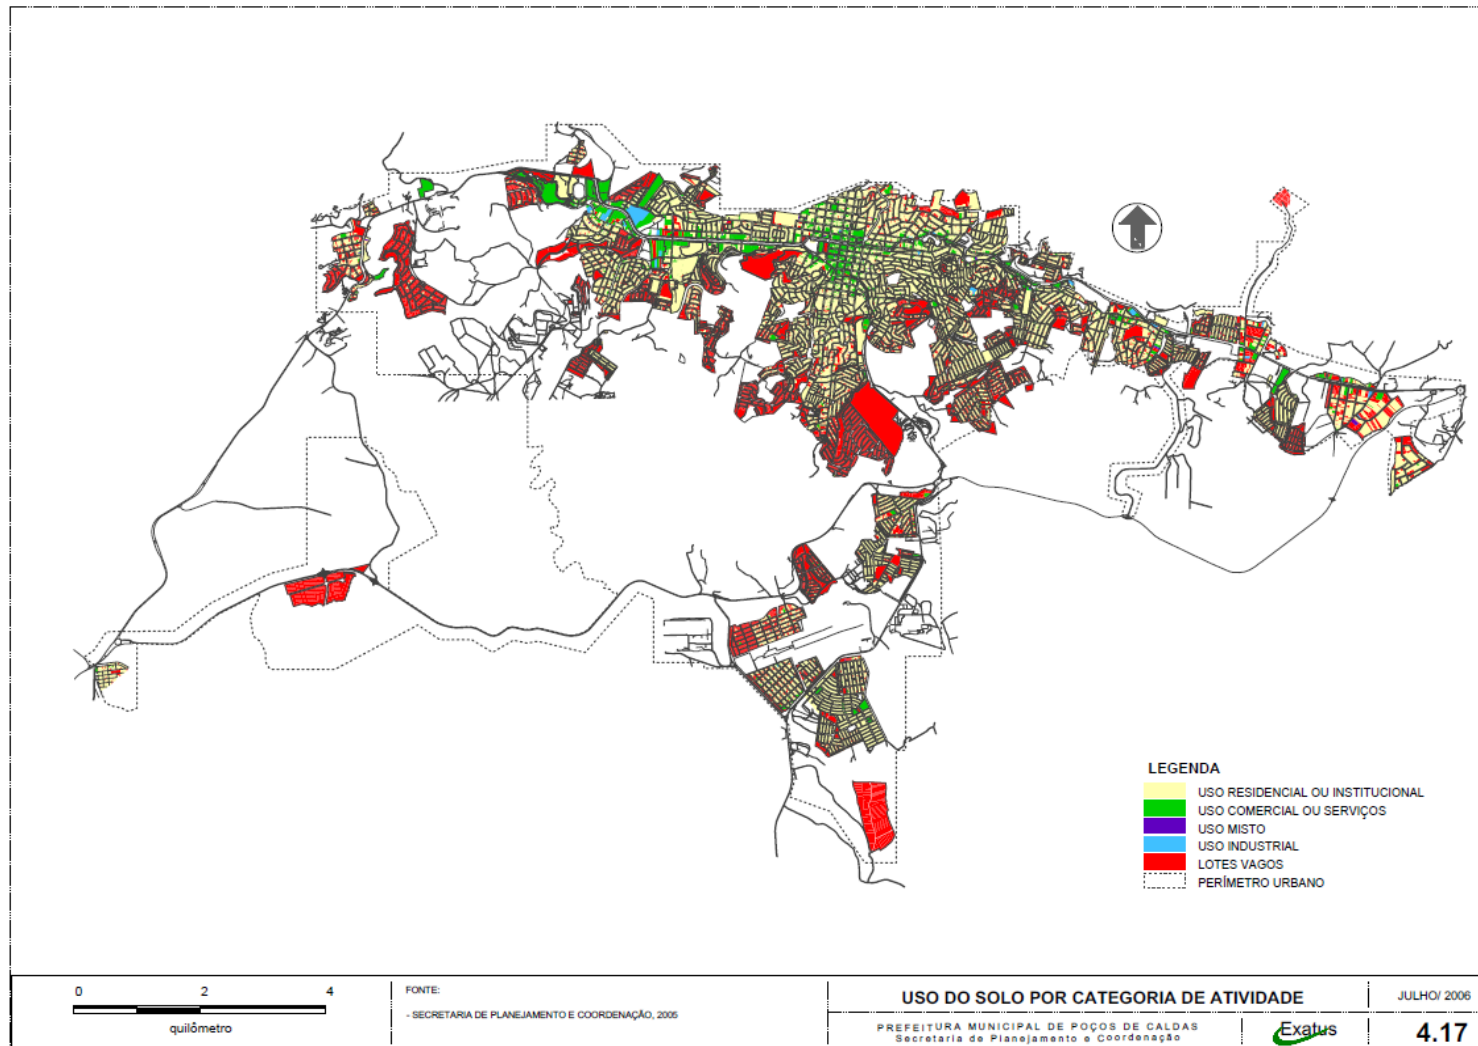 LEGENDA
USO RESIDENCIAL OU INSTITUCIONAL
USO COMERCIAL OU SERVIÇOS
USO MISTO
USO INDUSTRIAL
LOTES VAGOS
PERÍMETRO URBANO
0 2 4
quilômetro
FONTE:
- SECRETARIA DE PLANEJAMENTO E COORDENAÇÃO, 2005
USO DO SOLO POR CATEGORIA DE ATIVIDADE
JULHO/ 2006
PREFEITURA MUNICIPAL DE POÇOS DE CALDAS
Secretaria de Planejamento e Coordenação
Exatus
4.17